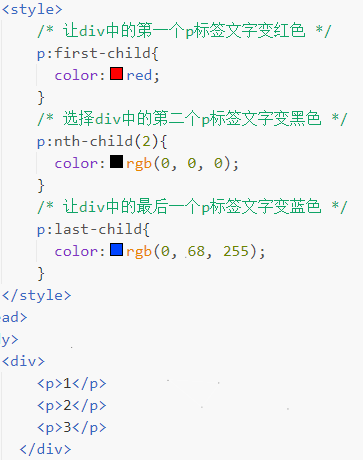 <style>
/* 让div中的第一个p标签文字变红色 */
p:first-child{
color:red;
}
/* 选择div中的第二个p标签文字变黑色 */
p:nth-child(2){
color:rgb(0, 0, 0);
}
/* 让div中的最后一个p标签文字变蓝色 */
p:last-child{
color:rgb(0, 68, 255);
}
</style>
ead>
y>
<div>
<p>1</p>
<p>2</p>
<p>3</p>
</div>